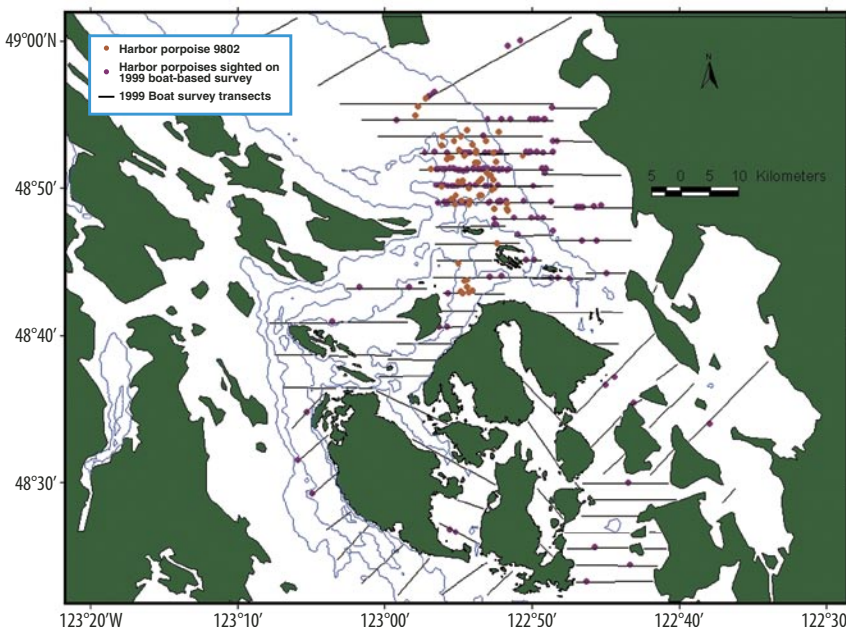 49°00'N
Harbor porpoise 9802
Harbor porpoises sighted on
1999 boat-based survey
1999 Boat survey transects
N
48°50'
5 0 5 10 Kilometers
48°40'
48°30'
123°20'W 123°10' 123°00' 122°50' 122°40' 122°30'